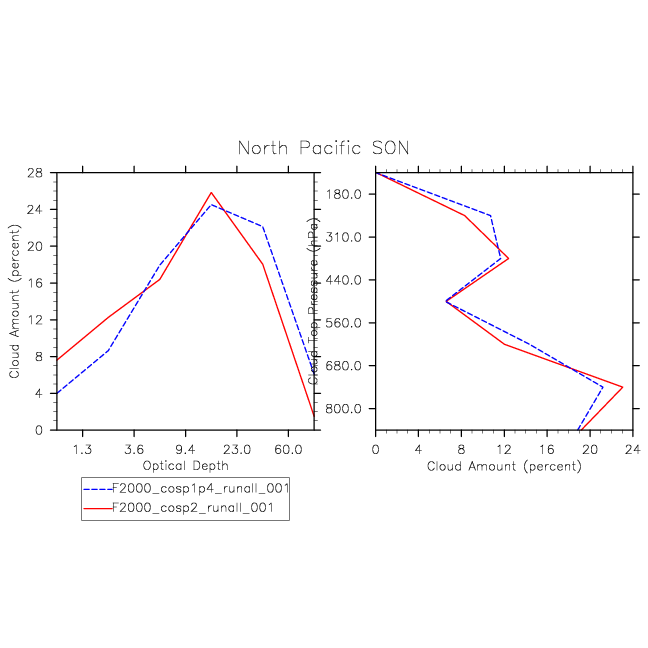 North Pacific SON
Cloud Amount (percent)
28
24
20
16
12
8
4
0
1.3 3.6 9.4 23.0 60.0
Optical Depth
Cloud Top Pressure (hPa)
180.0
310.0
440.0
560.0
680.0
800.0
0 4 8 12 16 20 24
Cloud Amount (percent)
F2000_cosp1p4_runall_001
F2000_cosp2_runall_001